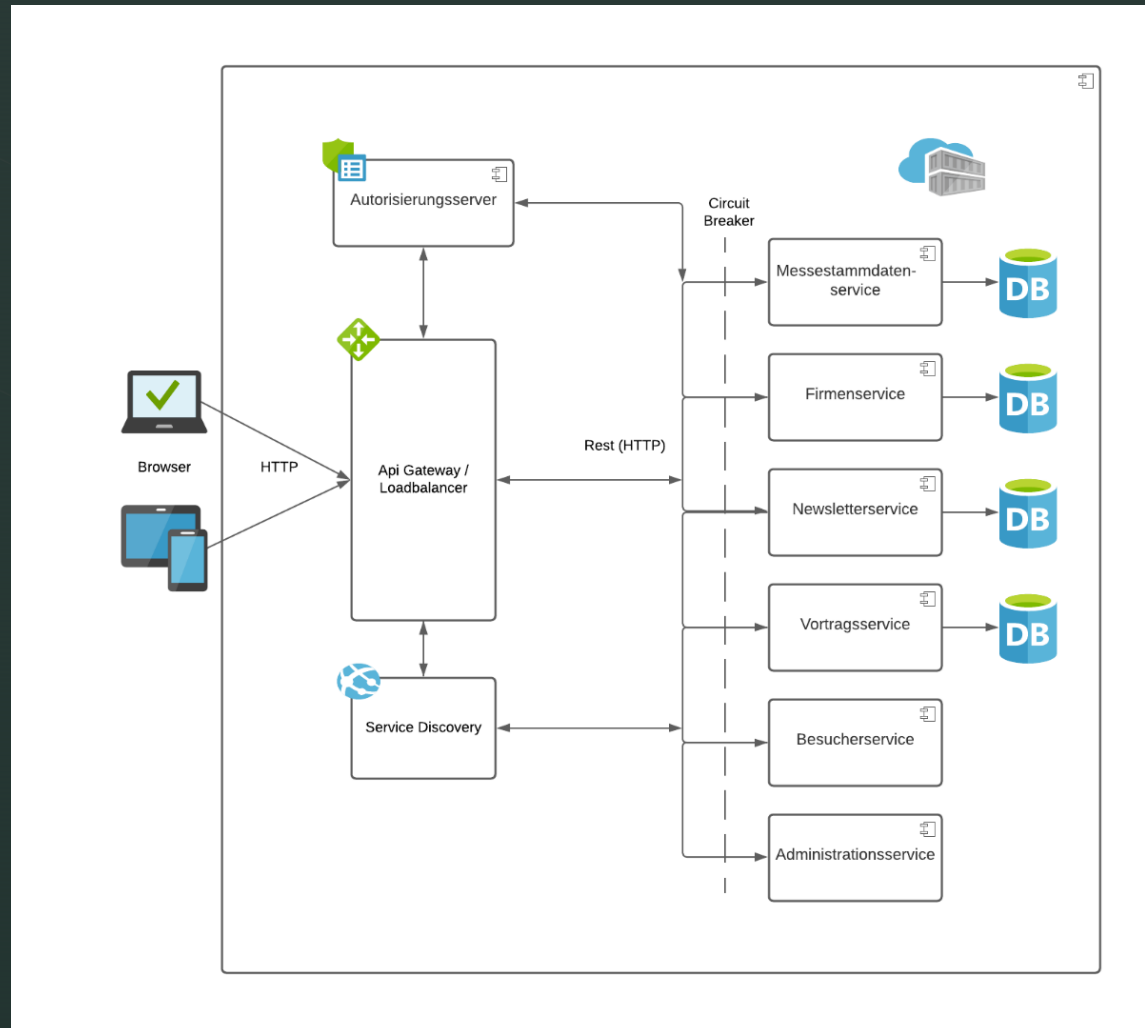 Autorisierungsserver
Circuit
Breaker
Messestammdaten-
service
DB
Firmenservice
DB
Browser
HTTP
Api Gateway /
Loadbalancer
Rest (HTTP)
Newsletterservice
DB
Vortragsservice
DB
Service Discovery
Besucherservice
Administrationsservice